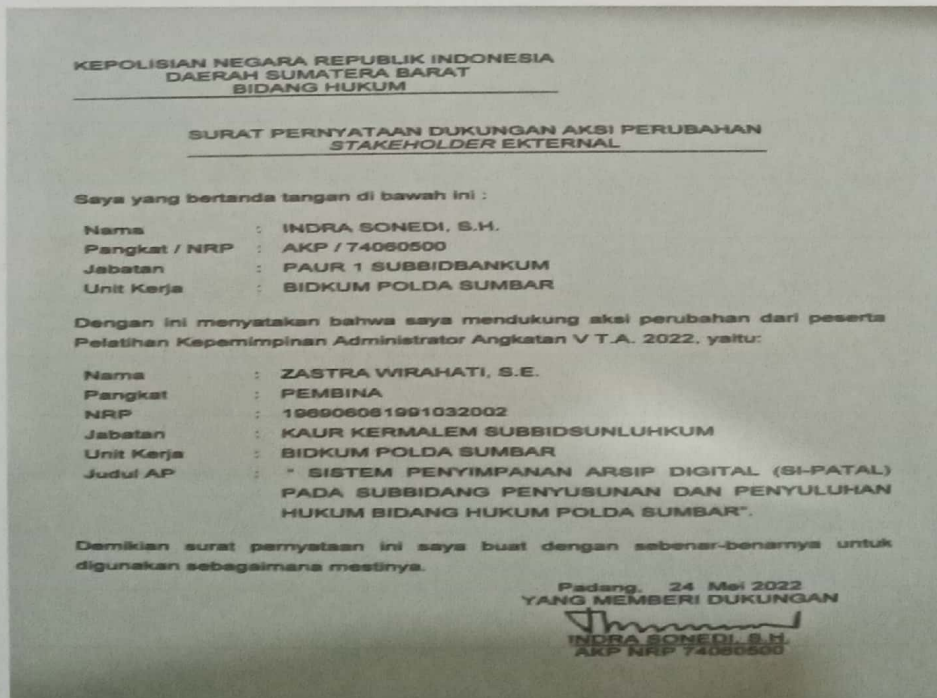 KEPOLISIAN NEGARA REPUBLIK INDONESIA
DAERAH SUMATERA BARAT
BIDANG HUKUM
SURAT PERNYATAAN DUKUNGAN AKSI PERUBAHAN
STAKEHOLDER EKTERNAL
Saya yang bertanda tangan di bawah ini :
Nama : INDRA SONEDI, S.H.
Pangkat / NRP : AKP / 74060500
Jabatan : PAUR 1 SUBBIDBANKUM
Unit Kerja : BIDKUM POLDA SUMBAR
Dengan ini menyatakan bahwa saya mendukung aksi perubahan dari peserta
Pelatihan Kepemimpinan Administrator Angkatan V T.A. 2022, yaitu:
Nama : ZASTRA WIRAHATI, S.E.
Pangkat : PEMBINA
NRP : 196906061991032002
Jabatan : KAUR KERMALEM SUBBIDSUNLUHKUM
Unit Kerja : BIDKUM POLDA SUMBAR
Judul AP : " SISTEM PENYIMPANAN ARSIP DIGITAL (SI-PATAL)
PADA SUBBIDANG PENYUSUNAN DAN PENYULUHAN
HUKUM BIDANG HUKUM POLDA SUMBAR".
Demikian surat pernyataan ini saya buat dengan sebenar-benarnya untuk
digunakan sebagaimana mestinya.
Padang, 24 Mei 2022
YANG MEMBERI DUKUNGAN
INDRA SONEDI, S.H.
AKP NRP 74060500